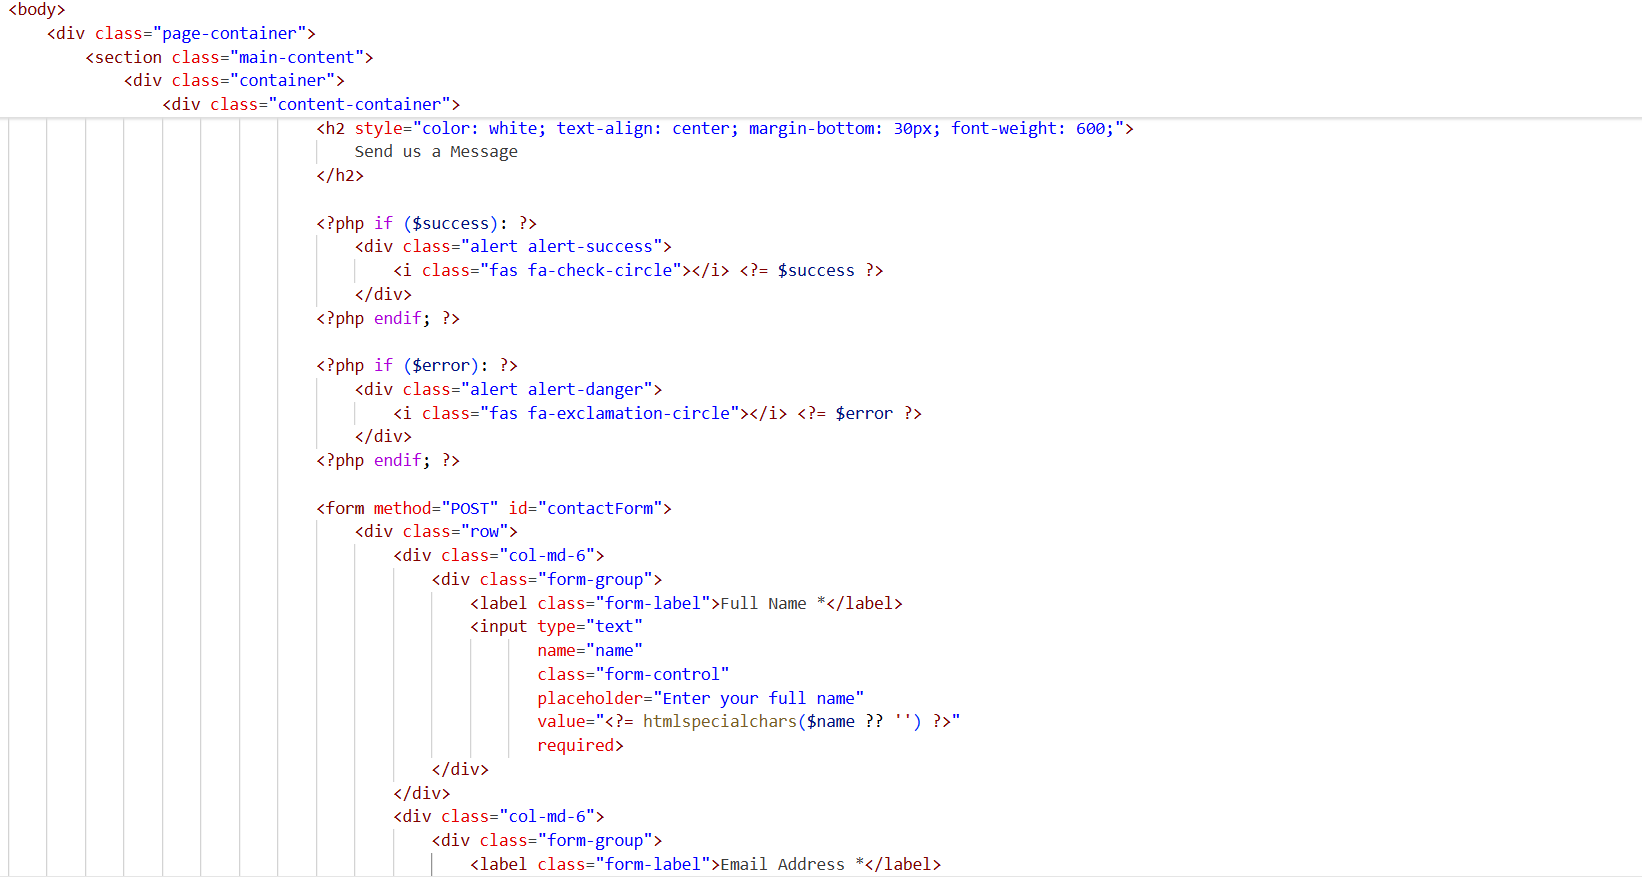 <body>
<div class="page-container">
<section class="main-content">
<div class="container">
<div class="content-container">
<h2 style="color: white; text-align: center; margin-bottom: 30px; font-weight: 600;">
Send us a Message
</h2>
<?php if ($success): ?>
<div class="alert alert-success">
<i class="fas fa-check-circle"></i> <?= $success ?>
</div>
<?php endif; ?>
<?php if ($error): ?>
<div class="alert alert-danger">
<i class="fas fa-exclamation-circle"></i> <?= $error ?>
</div>
<?php endif; ?>
<form method="POST" id="contactForm">
<div class="row">
<div class="col-md-6">
<div class="form-group">
<label class="form-label">Full Name *</label>
<input type="text"
name="name"
class="form-control"
placeholder="Enter your full name"
value="<?= htmlspecialchars($name ?? '') ?>"
required>
</div>
</div>
<div class="col-md-6">
<div class="form-group">
<label class="form-label">Email Address *</label>